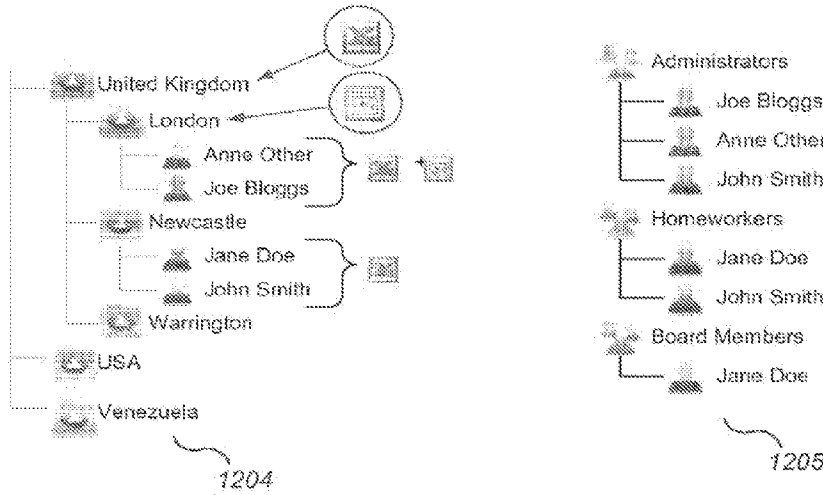 United Kingdom
London
Anne Other
Joe Bloggs
Newcastle
Jane Doe
John Smith
Warrington
USA
Venezuela
1204
Administrators
Joe Bloggs
Anne Other
John Smith
Homeworkers
Jane Doe
John Smith
Board Members
Jane Doe
1205